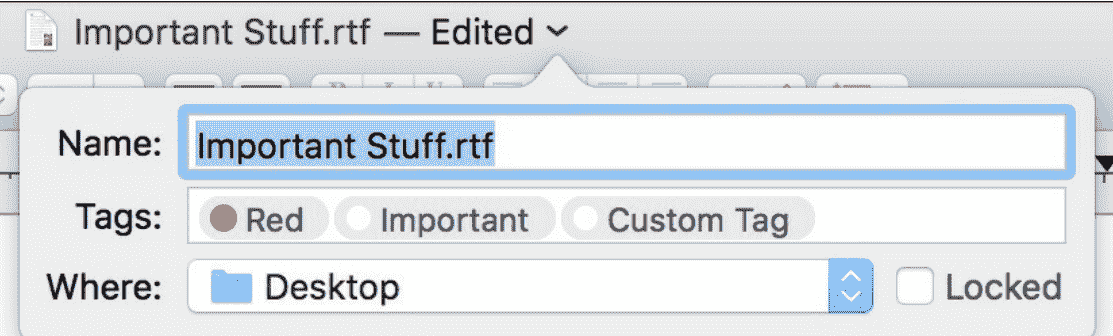 Important Stuff.rtf — Edited
Name: Important Stuff.rtf
Tags: Red Important Custom Tag
Where: Desktop Locked